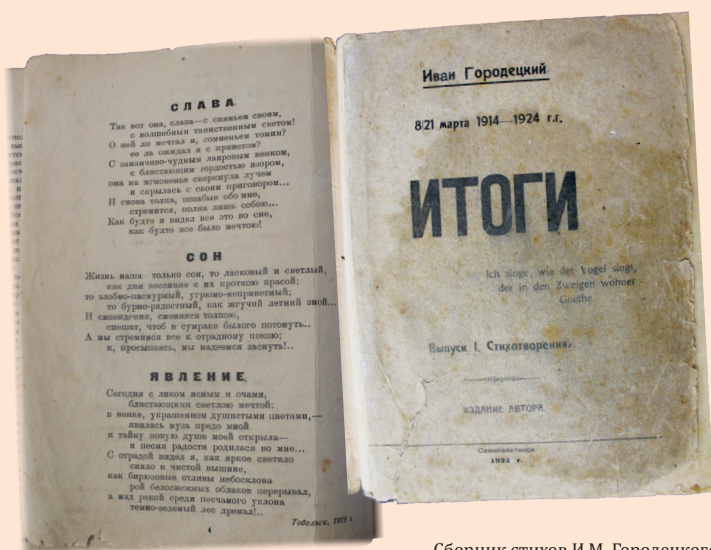 СЛАВА.
Так вот она, слава—с сияньем своим,
с волшебным таинственным светом!
О ней ли мечтал я, сомненьем томим?
ее ль ожидал я с приветом?
С заманчиво-чудным лавровым венком,
с блистающим гордостью взором,
она на мгновенье сверкнула лучем
и скрылась с своим приговором...
И снова толпа, позабыв обо мне,
стремится, полна лишь собою...
Как будто я видел все это во сне,
как будто все было мечтою!
СОН
Жизнь наша только сон, то ласковый и светлый,
как дни весенние с их кроткою красой;
то злобно-пасмурный, угрюмо-неприветный;
то бурно-радостный, как жгучий летний зной...
И сновидения, сменяяся толпою,
спешат, чтоб в сумраке былого потонуть..
А мы стремимся все к отрадному покою;
и, просыпаясь, мы надеемся заснуть!..
ЯВЛЕНИЕ.
Сегодня с ликом ясным и очами,
блистающими светлою мечтой;
в венке, украшенном душистыми цветами,—
явилась муза предо мной
и тайну новую душе моей открыла—
и песня радости родилася во мне...
С отрадой видел я, как яркое светило
сияло в чистой вышине,
как бирюзовые отливы небосклона
рой белоснежных облаков перерывал,
а над рекой среди песчаного уклона
темно-зеленый лес дремал!..
Тобольск,
4
Иван Городецкий.
8|21 марта 1914—1924 г.г.
ИТОГИ
Ich singe, wie der Vogel singt,
der in den Zweigen wohnet
Goethe
Выпуск I. Стихотворения.
ИЗДАНИЕ АВТОРА.
Семипалатинск
1924 г.
Сборник стихов И.М. Городецкого